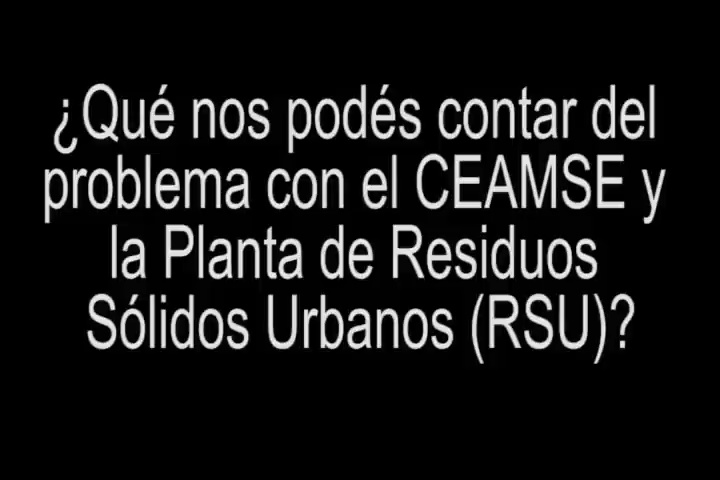 ¿Qué nos podés contar del
problema con el CEAMSE y
la Planta de Residuos
Sólidos Urbanos (RSU)?